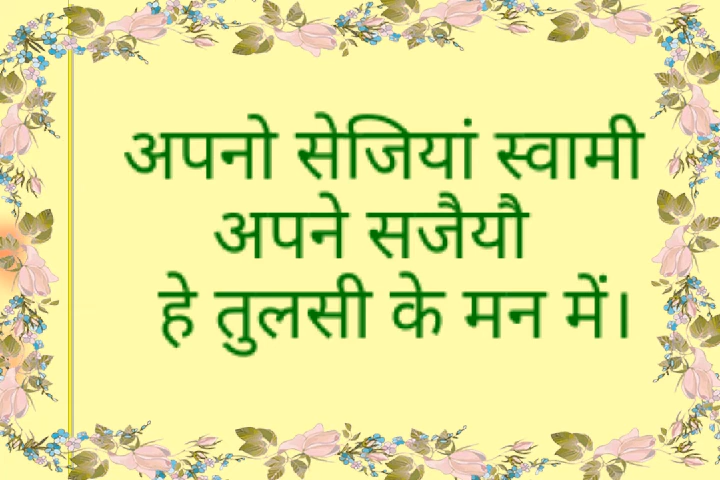 अपनो सेजियां स्वामी
अपने सजैयौ
हे तुलसी के मन में।